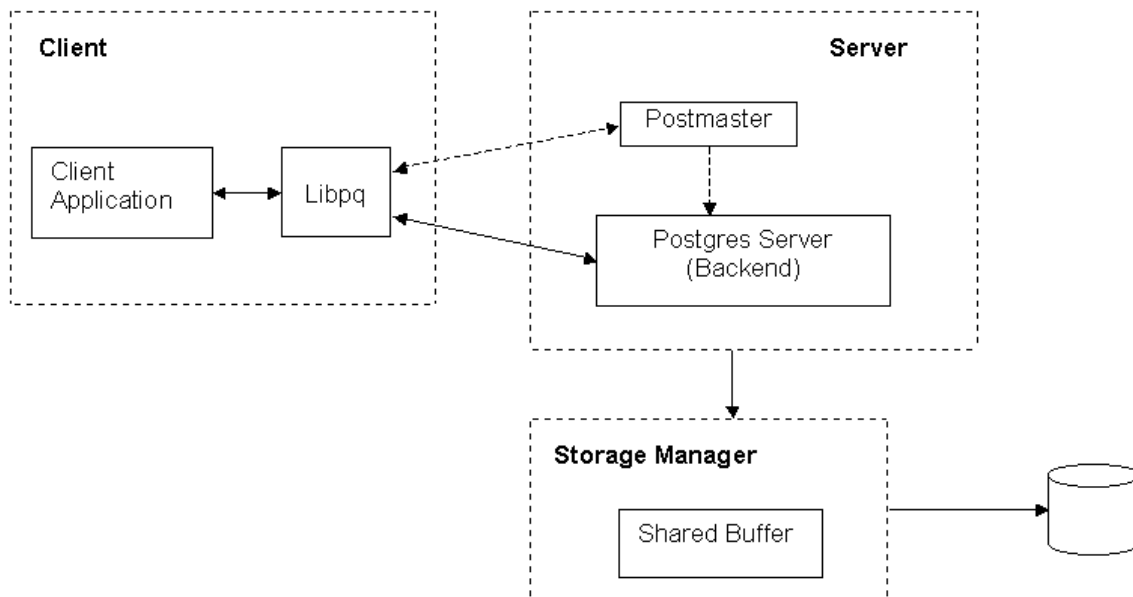 Client
Server
Postmaster
Client
Application
Libpq
Postgres Server
(Backend)
Storage Manager
Shared Buffer